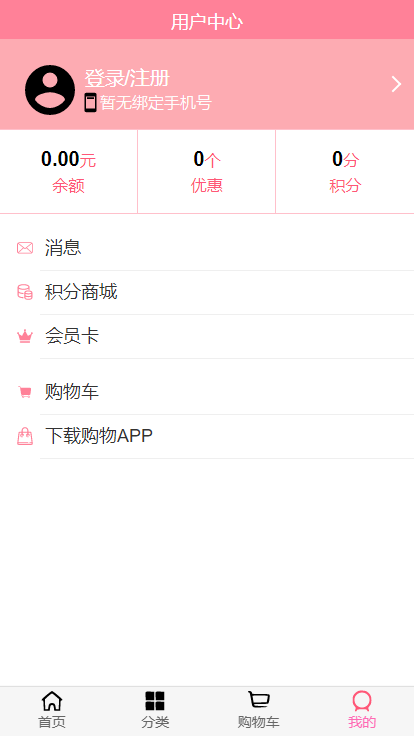 用户中心
登录/注册
暂无绑定手机号
0.00元 0个 0分
余额 优惠 积分
消息
积分商城
会员卡
购物车
下载购物APP
首页 分类 购物车 我的